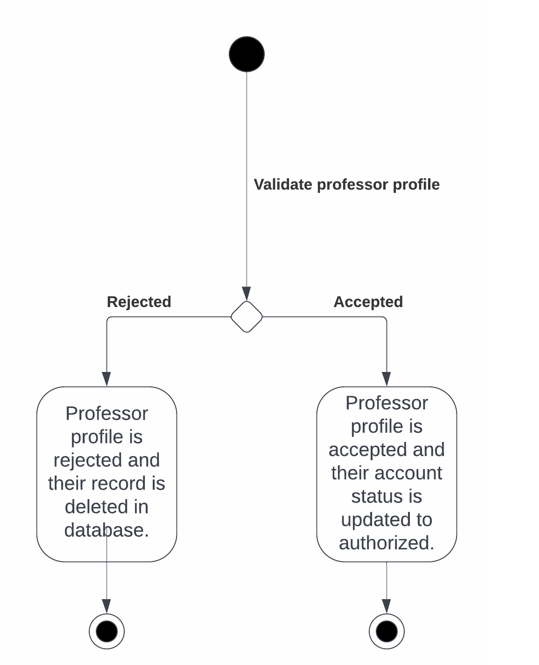 Validate professor profile
Rejected
Accepted
Professor
profile is
rejected and
their record is
deleted in
database.
Professor
profile is
accepted and
their account
status is
updated to
authorized.